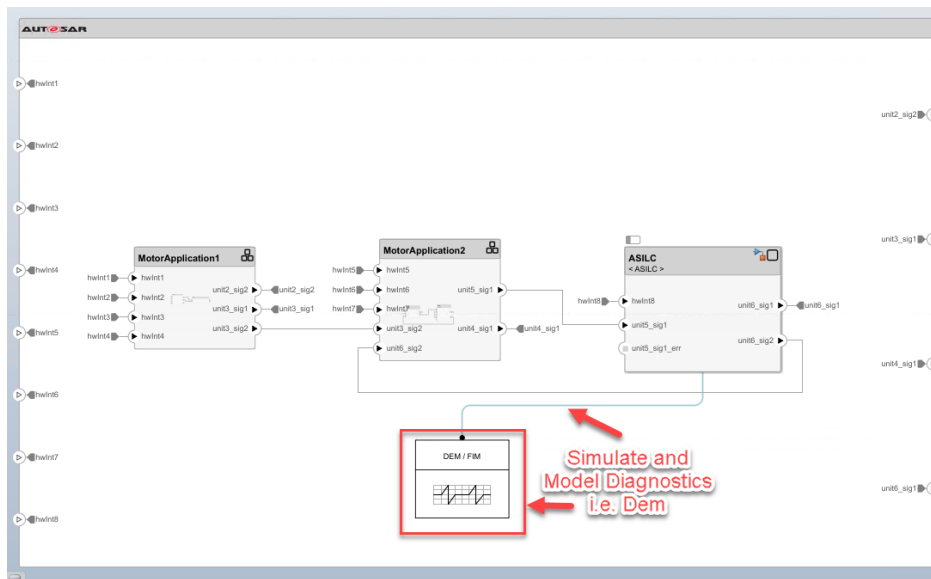 AUTOSAR
hwInt1
hwInt2
hwInt3
hwInt4
hwInt5
hwInt6
hwInt7
hwInt8
MotorApplication1
hwInt1 hwInt1
hwInt2 hwInt2
hwInt3 hwInt3
hwInt4 hwInt4
unit2_sig2 unit2_sig2
unit3_sig1 unit3_sig1
unit3_sig2
MotorApplication2
hwInt5 hwInt5
hwInt6 hwInt6
hwInt7 hwInt7
unit3_sig2
unit6_sig2
unit5_sig1
unit4_sig1 unit4_sig1
ASILC
< ASILC >
hwInt8 hwInt8
unit5_sig1
unit5_sig1_err
unit6_sig1 unit6_sig1
unit6_sig2
unit2_sig2
unit3_sig1
unit4_sig1
unit6_sig1
DEM / FIM
Simulate and
Model Diagnostics
i.e. Dem